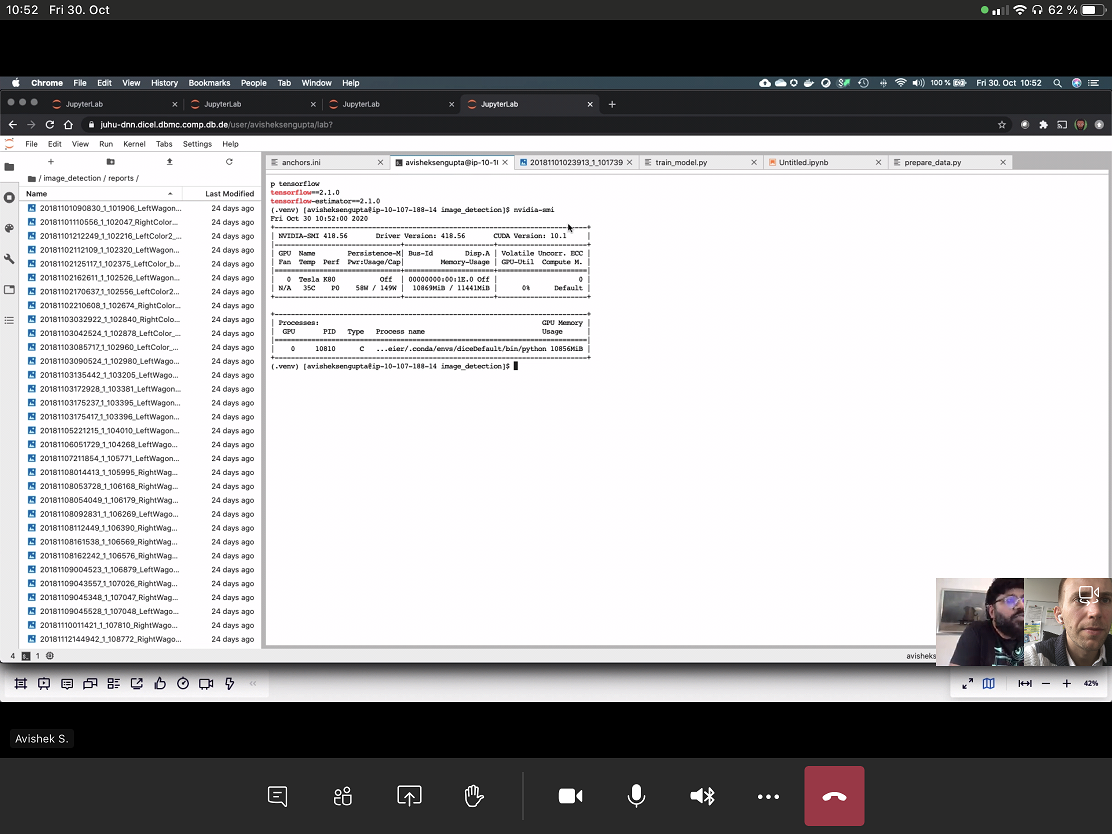 10:52 Fri 30. Oct
62 %
Chrome File Edit View History Bookmarks People Tab Window Help
100 % Fri 30. Oct 10:52
JupyterLab × JupyterLab × JupyterLab × JupyterLab × +
juhu-dnn.dicel.dbmc.comp.db.de/user/avisheksengupta/lab?
File Edit View Run Kernel Tabs Settings Help
anchors.ini × avisheksengupta@ip-10-1( × 20181101023913_1_101739 × train_model.py × Untitled.ipynb × prepare_data.py ×
/ image_detection / reports /
Name Last Modified
20181101090830_1_101906_LeftWagon... 24 days ago
20181101110556_1_102047_RightColor... 24 days ago
20181101212249_1_102236_LeftColor2_... 24 days ago
20181102112109_1_102320_LeftWagon... 24 days ago
20181102125117_1_102375_LeftColor_b... 24 days ago
20181102162611_1_102526_LeftWagon... 24 days ago
20181102170637_1_102556_LeftColor2... 24 days ago
20181102210608_1_102674_RightColor... 24 days ago
20181103032922_1_102840_RightColo... 24 days ago
20181103042524_1_102878_LeftColor_... 24 days ago
20181103085717_1_102960_LeftColor_... 24 days ago
20181103090524_1_102980_LeftWago... 24 days ago
20181103135442_1_103205_RightWag... 24 days ago
20181103172928_1_103381_LeftWagon... 24 days ago
20181103175237_1_103395_LeftWagon... 24 days ago
20181103175417_1_103396_LeftWagon... 24 days ago
20181105221215_1_104010_LeftWagon... 24 days ago
20181106051729_1_104268_LeftWago... 24 days ago
20181107211854_1_105771_LeftWagon... 24 days ago
20181108014413_1_105995_RightWag... 24 days ago
20181108053728_1_106168_RightWag... 24 days ago
20181108054049_1_106179_RightWag... 24 days ago
20181108092831_1_106269_LeftWago... 24 days ago
20181108112449_1_106390_RightWag... 24 days ago
20181108161538_1_106569_RightWag... 24 days ago
20181108162242_1_106576_RightWag... 24 days ago
20181109004523_1_106869_LeftWago... 24 days ago
20181109043557_1_107026_RightWag... 24 days ago
20181109045348_1_107047_RightWag... 24 days ago
20181109045528_1_107048_LeftWago... 24 days ago
20181110011421_1_107810_RightWago... 24 days ago
20181112144942_1_108772_RightWago... 24 days ago
p tensorflow
tensorflow==2.1.0
tensorflow-estimator==2.1.0
(.venv) [avisheksengupta@ip-10-107-188-14 image_detection]$ nvidia-smi
Fri Oct 30 10:52:00 2020
| NVIDIA-SMI 418.56 Driver Version: 418.56 CUDA Version: 10.1 |
| GPU Name Persistence-M| Bus-Id Disp.A | Volatile Uncorr. ECC |
| Fan Temp Perf Pwr:Usage/Cap| Memory-Usage | GPU-Util Compute M. |
| 0 Tesla K80 Off | 00000000:00:1E.0 Off | 0 |
| N/A 35C P0 58W / 149W | 10869MiB / 11441MiB | 0% Default |
| Processes: GPU Memory |
| GPU PID Type Process name Usage |
| 0 10810 C ...eier/.conda/envs/diceDefault/bin/python 10856MiB |
(.venv) [avisheksengupta@ip-10-107-188-14 image_detection]$
4 1
avisheks
42%
Avishek S.